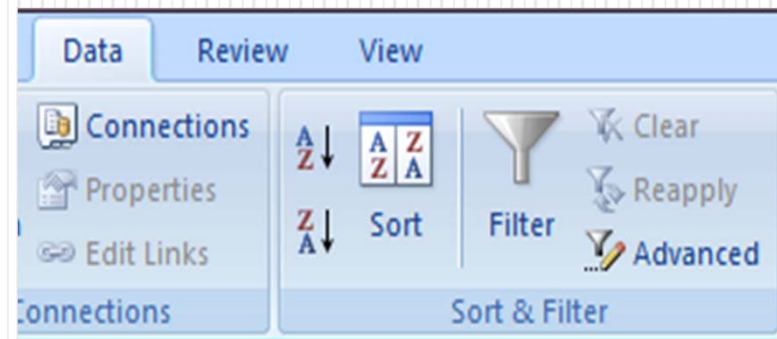 Data Review View
Connections
Properties
Edit Links
Connections
A
Z
Z
A
A Z
Z A
Sort
Filter
Clear
Reapply
Advanced
Sort & Filter